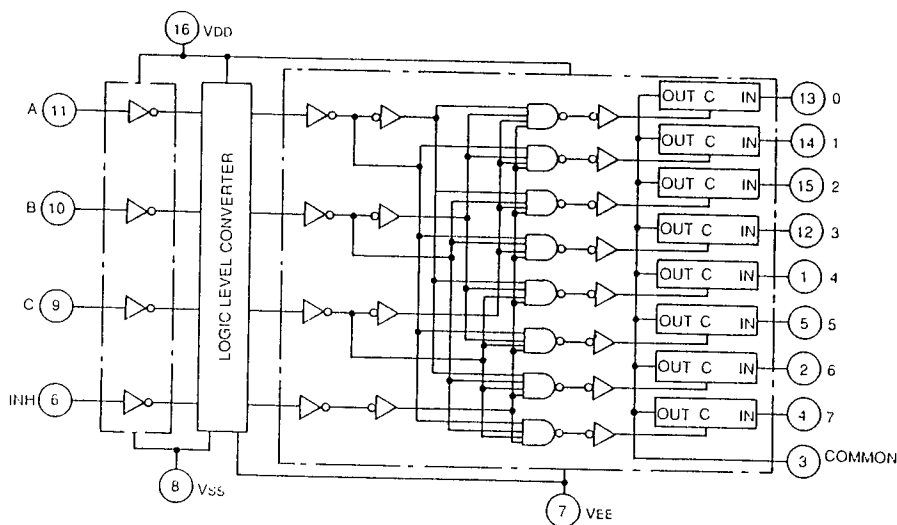 16 VDD
A 11
B 10
C 9
INH 6
LOGIC LEVEL CONVERTER
OUT C IN 13 0
OUT C IN 14 1
OUT C IN 15 2
OUT C IN 12 3
OUT C IN 1 4
OUT C IN 5 5
OUT C IN 2 6
OUT C IN 4 7
3 COMMON
8 VSS
7 VEE